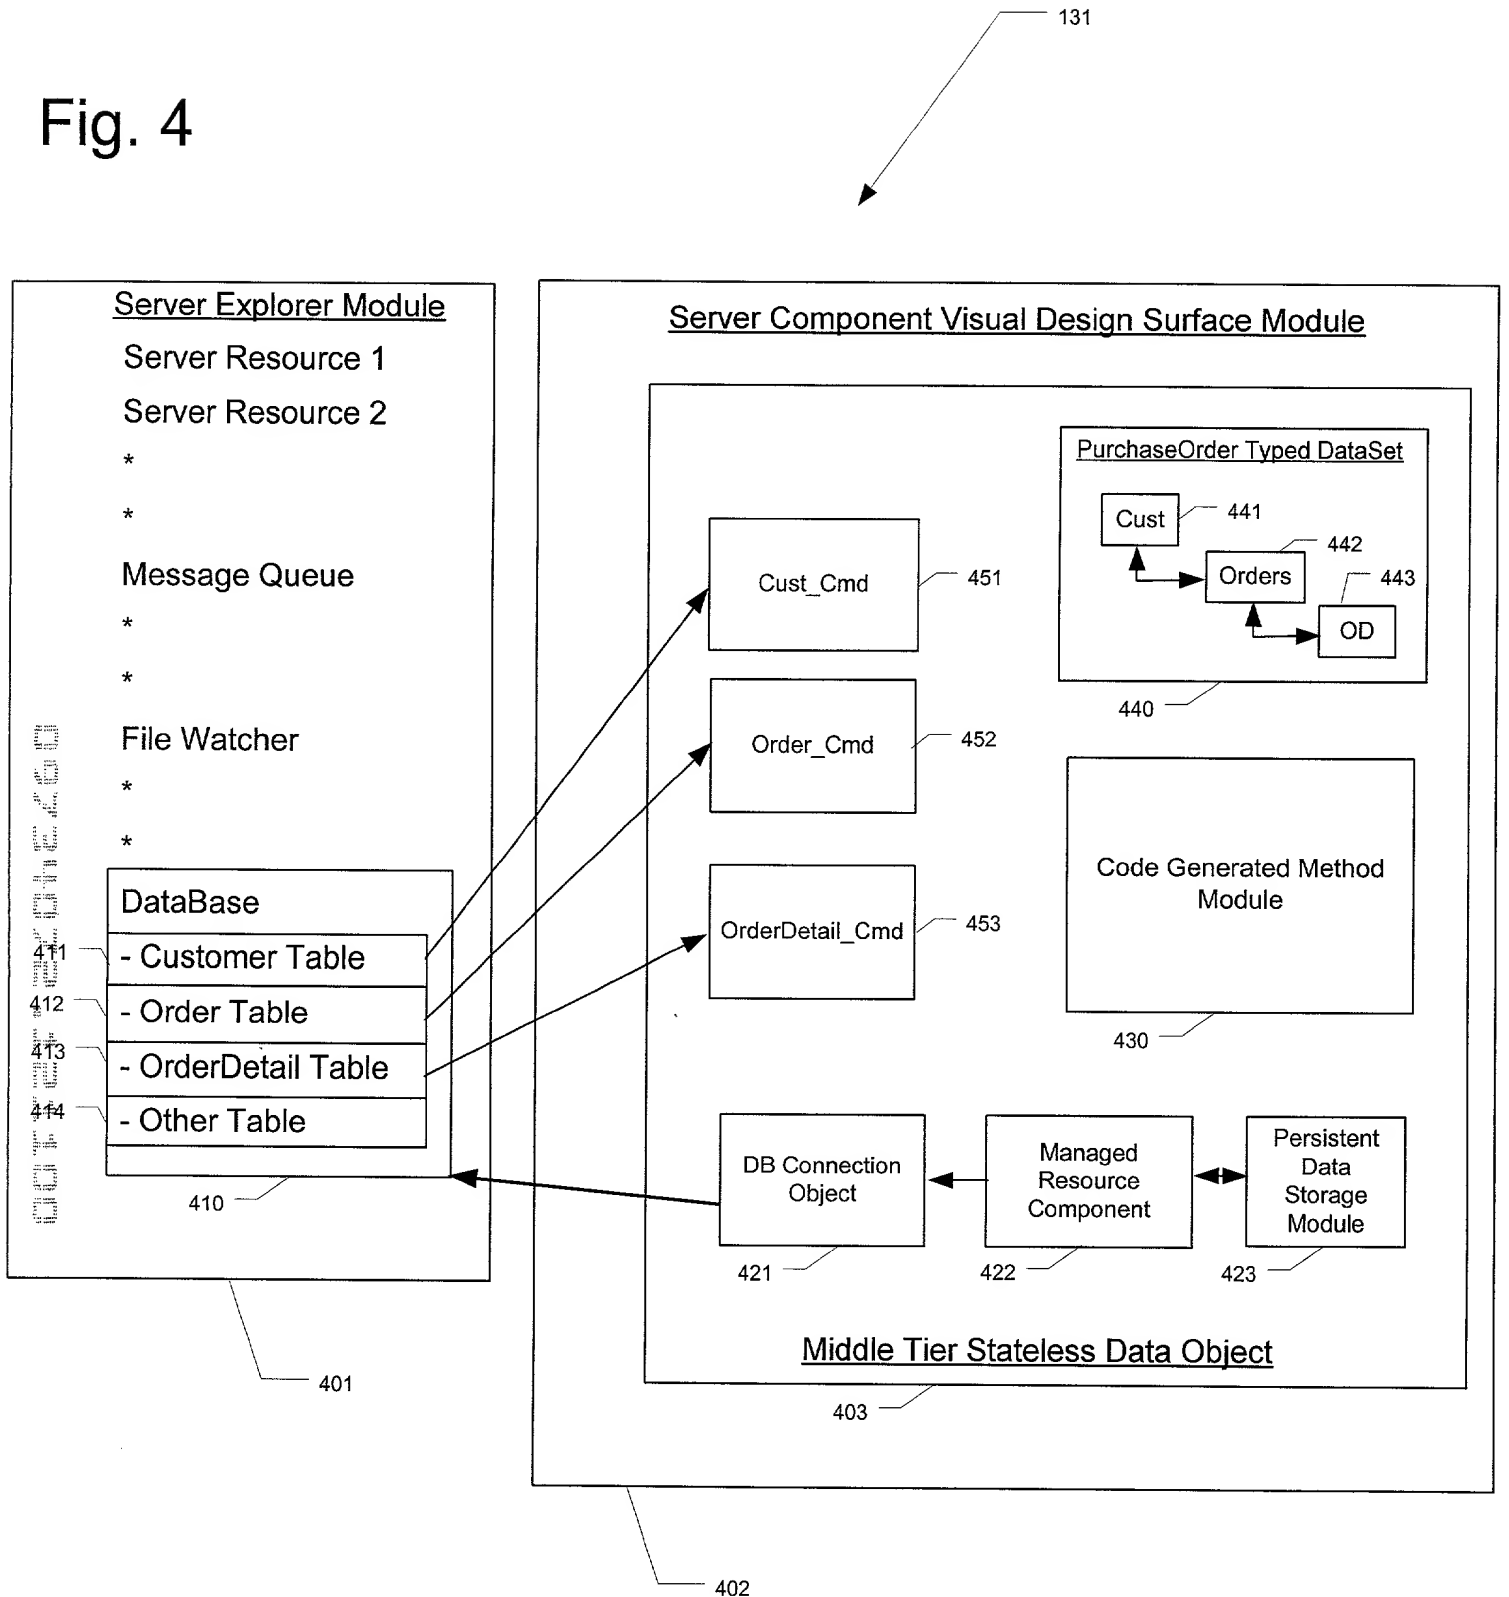 131
Fig. 4
Server Explorer Module
Server Resource 1
Server Resource 2
*
*
Message Queue
*
*
File Watcher
*
*
DataBase
411
- Customer Table
412
- Order Table
413
- OrderDetail Table
414
- Other Table
410
401
Server Component Visual Design Surface Module
PurchaseOrder Typed DataSet
Cust
441
Orders
442
OD
443
440
Cust_Cmd
451
Order_Cmd
452
OrderDetail_Cmd
453
Code Generated Method
Module
430
DB Connection
Object
421
Managed
Resource
Component
422
Persistent
Data
Storage
Module
423
Middle Tier Stateless Data Object
403
402